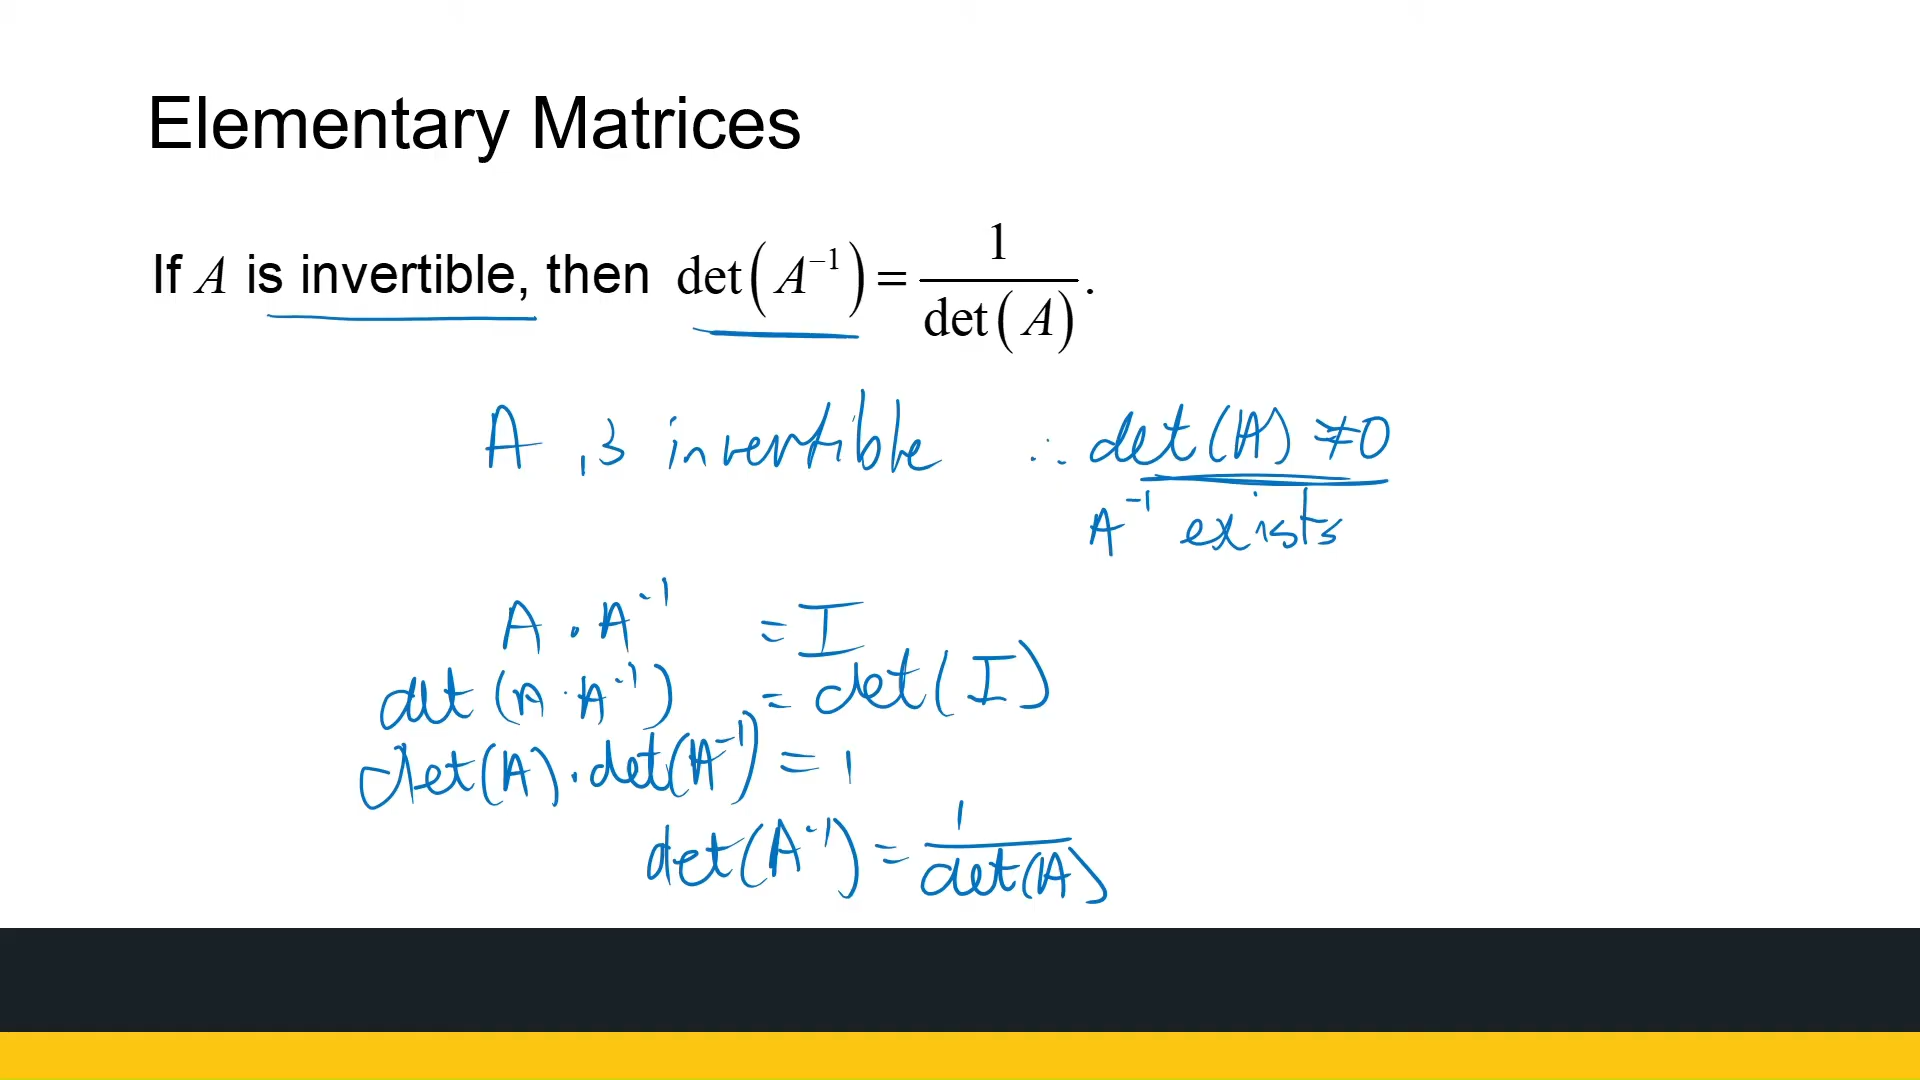 Elementary Matrices
If A is invertible, then det(A⁻¹) = 1/det(A).
A is invertible ∴ det(A) ≠ 0
A⁻¹ exists
A · A⁻¹ = I
det(A · A⁻¹) = det(I)
det(A) · det(A⁻¹) = 1
det(A⁻¹) = 1/det(A)